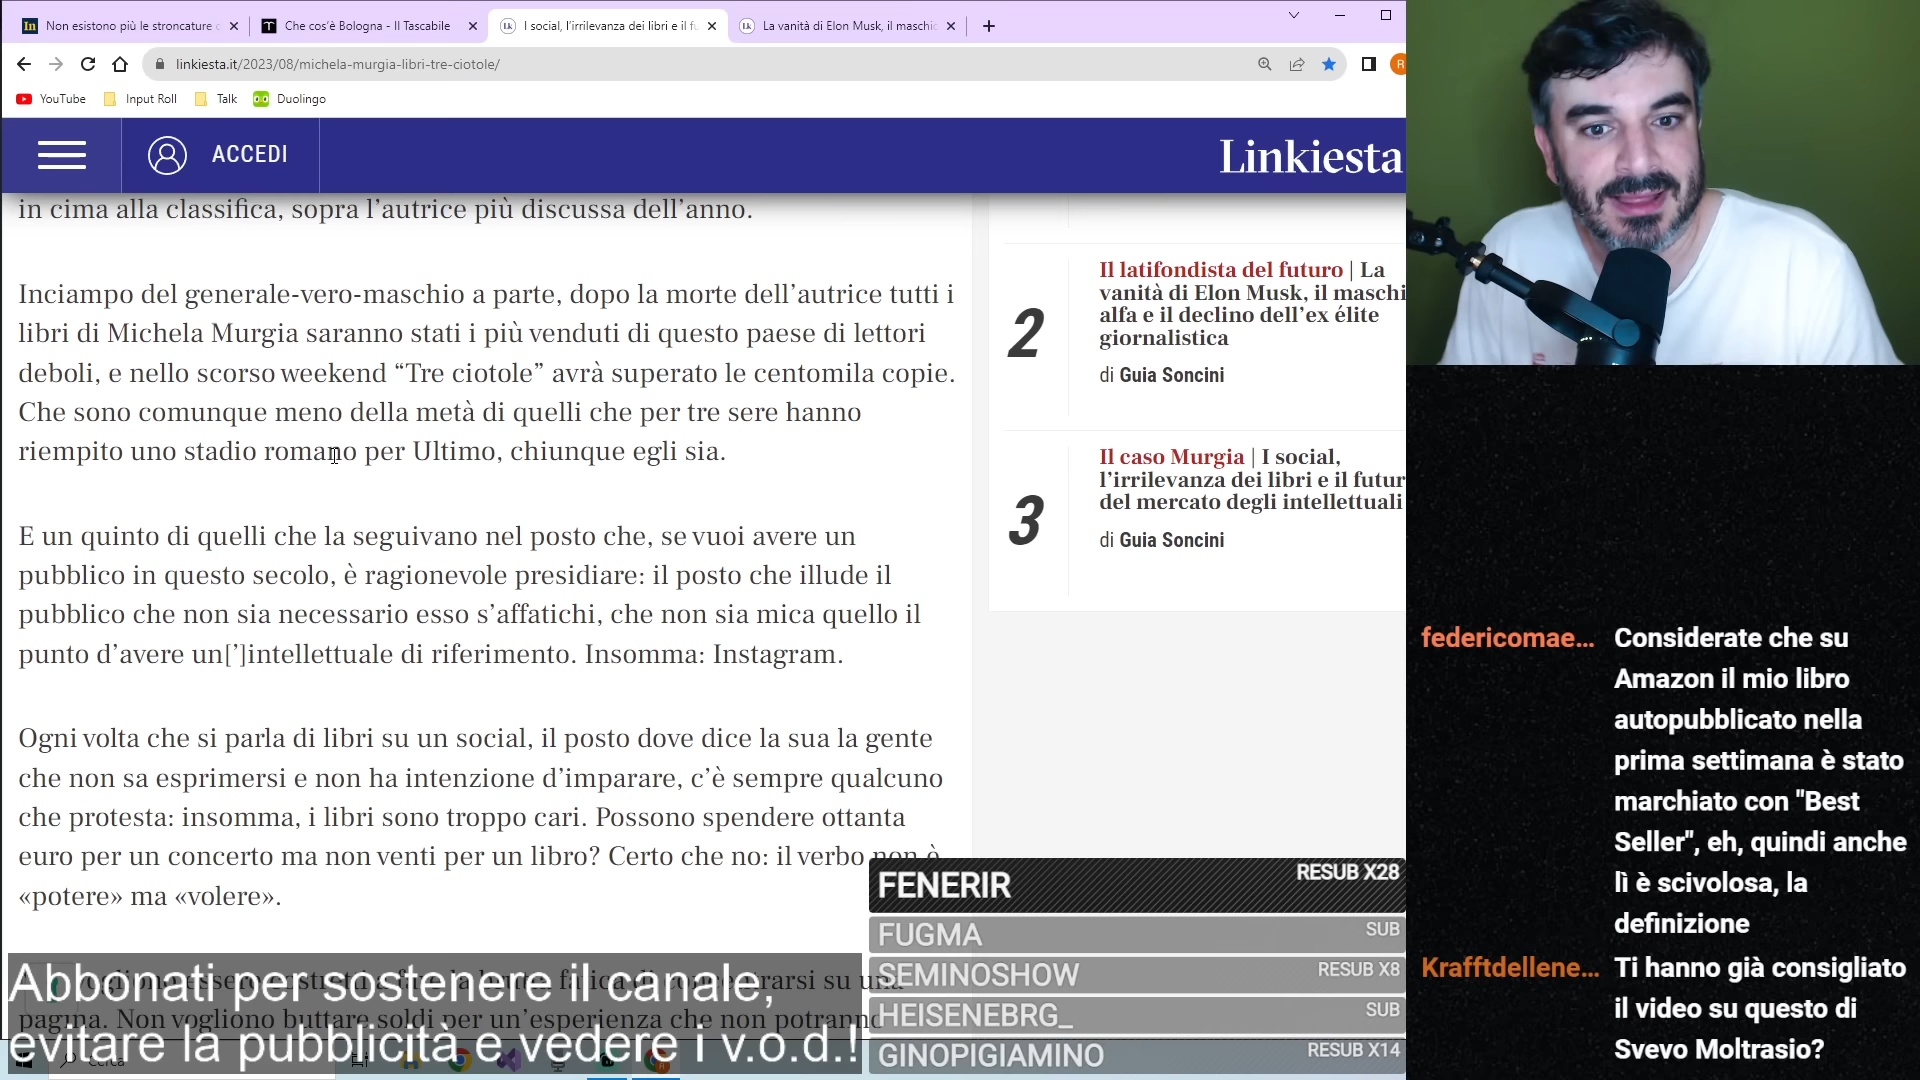 Non esistono più le stroncature
Che cos'è Bologna - Il Tascabile
I social, l'irrilevanza dei libri e il fu
La vanità di Elon Musk, il maschio
linkiesta.it/2023/08/michela-murgia-libri-tre-ciotole/
YouTube
Input Roll
Talk
Duolingo
ACCEDI
Linkiesta
in cima alla classifica, sopra l'autrice più discussa dell'anno.
Inciampo del generale-vero-maschio a parte, dopo la morte dell'autrice tutti i
libri di Michela Murgia saranno stati i più venduti di questo paese di lettori
deboli, e nello scorso weekend “Tre ciotole” avrà superato le centomila copie.
Che sono comunque meno della metà di quelli che per tre sere hanno
riempito uno stadio romano per Ultimo, chiunque egli sia.
E un quinto di quelli che la seguivano nel posto che, se vuoi avere un
pubblico in questo secolo, è ragionevole presidiare: il posto che illude il
pubblico che non sia necessario esso s'affatichi, che non sia mica quello il
punto d'avere un[']intellettuale di riferimento. Insomma: Instagram.
Ogni volta che si parla di libri su un social, il posto dove dice la sua la gente
che non sa esprimersi e non ha intenzione d'imparare, c'è sempre qualcuno
che protesta: insomma, i libri sono troppo cari. Possono spendere ottanta
euro per un concerto ma non venti per un libro? Certo che no: il verbo non è
«potere» ma «volere».
pagina. Non vogliono buttare soldi per un'esperienza che non potranno
2
Il latifondista del futuro | La
vanità di Elon Musk, il maschi
alfa e il declino dell'ex élite
giornalistica
di Guia Soncini
3
Il caso Murgia | I social,
l'irrilevanza dei libri e il futur
del mercato degli intellettuali
di Guia Soncini
Abbonati per sostenere il canale,
evitare la pubblicità e vedere i v.o.d.!
Cerca
FENERIR RESUB X28
FUGMA SUB
SEMINOSHOW RESUB X8
HEISENEBRG_ SUB
GINOPIGIAMINO RESUB X14
federicomae... Considerate che su
Amazon il mio libro
autopubblicato nella
prima settimana è stato
marchiato con "Best
Seller", eh, quindi anche
lì è scivolosa, la
definizione
Krafftdellene... Ti hanno già consigliato
il video su questo di
Svevo Moltrasio?